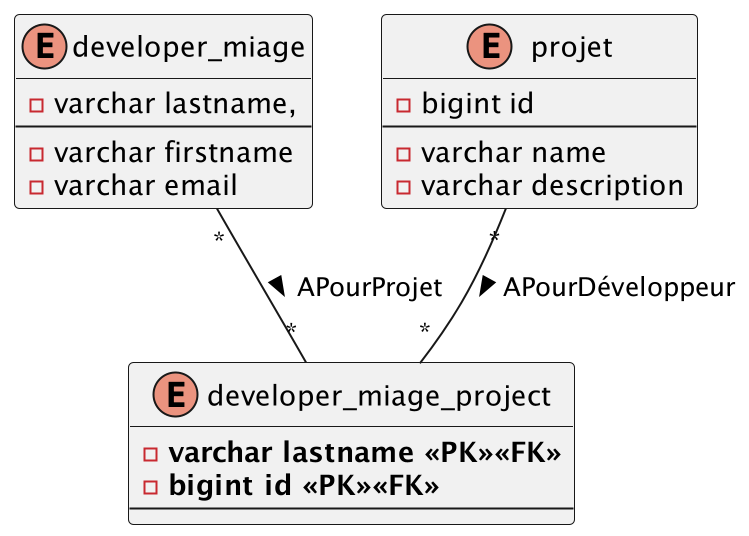 E developer_miage
varchar lastname,
varchar firstname
varchar email
E projet
bigint id
varchar name
varchar description
*
*
APourProjet
APourDéveloppeur
*
*
E developer_miage_project
varchar lastname «PK»«FK»
bigint id «PK»«FK»